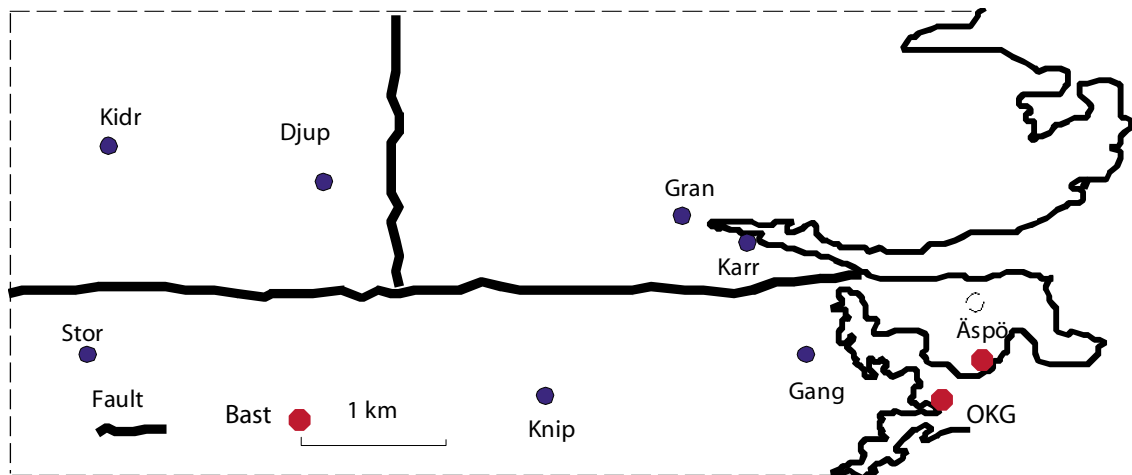 Kidr
Djup
Gran
Karr
Stor
Äspö
Gang
Fault
Bast
1 km
Knip
OKG